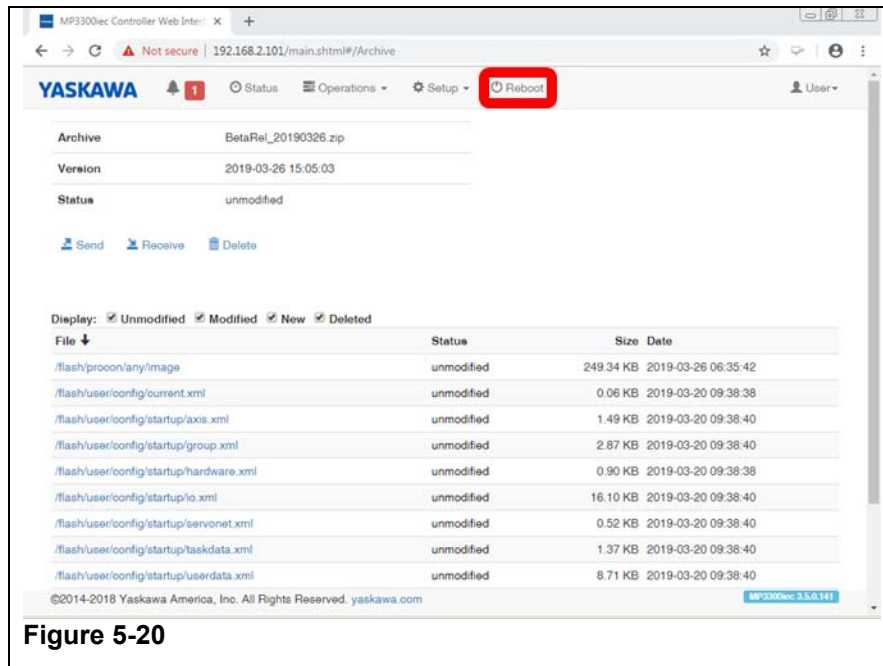 MP3300iec Controller Web Inter
Not secure | 192.168.2.101/main.shtml#/Archive
YASKAWA 1 Status Operations Setup Reboot User
Archive BetaRel_20190326.zip
Version 2019-03-26 15:05:03
Status unmodified
Send Receive Delete
Display: Unmodified Modified New Deleted
File Status Size Date
/flash/procon/any/image unmodified 249.34 KB 2019-03-26 06:35:42
/flash/user/config/current.xml unmodified 0.06 KB 2019-03-20 09:38:38
/flash/user/config/startup/axis.xml unmodified 1.49 KB 2019-03-20 09:38:40
/flash/user/config/startup/group.xml unmodified 2.87 KB 2019-03-20 09:38:40
/flash/user/config/startup/hardware.xml unmodified 0.90 KB 2019-03-20 09:38:38
/flash/user/config/startup/io.xml unmodified 16.10 KB 2019-03-20 09:38:40
/flash/user/config/startup/servonet.xml unmodified 0.52 KB 2019-03-20 09:38:40
/flash/user/config/startup/taskdata.xml unmodified 1.37 KB 2019-03-20 09:38:40
/flash/user/config/startup/userdata.xml unmodified 8.71 KB 2019-03-20 09:38:40
©2014-2018 Yaskawa America, Inc. All Rights Reserved. yaskawa.com MP3300iec 3.5.0.141
Figure 5-20